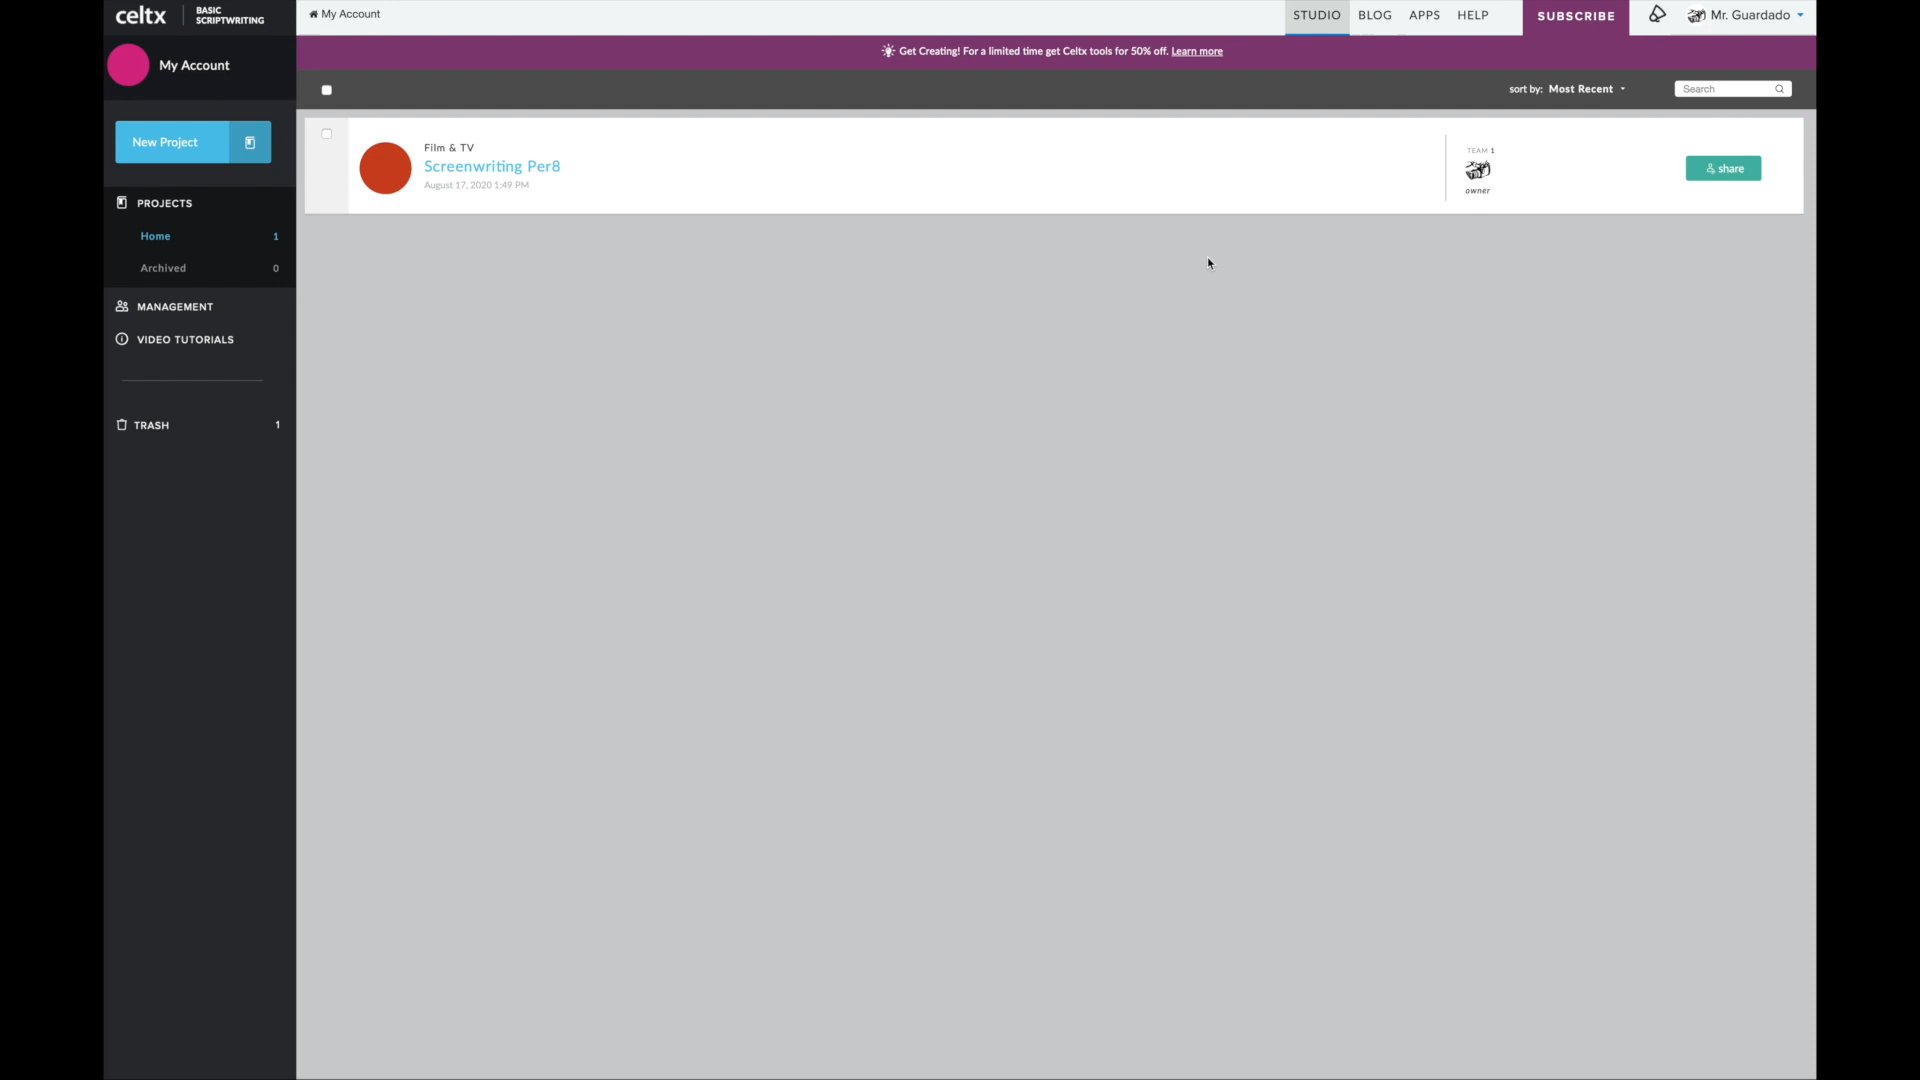 celtx
BASIC
SCRIPTWRITING
My Account
STUDIO
BLOG
APPS
HELP
SUBSCRIBE
Mr. Guardado
My Account
Get Creating! For a limited time get Celtx tools for 50% off. Learn more
sort by: Most Recent
Search
New Project
Film & TV
Screenwriting Per8
August 17, 2020 1:49 PM
TEAM 1
owner
share
PROJECTS
Home 1
Archived 0
MANAGEMENT
VIDEO TUTORIALS
TRASH 1